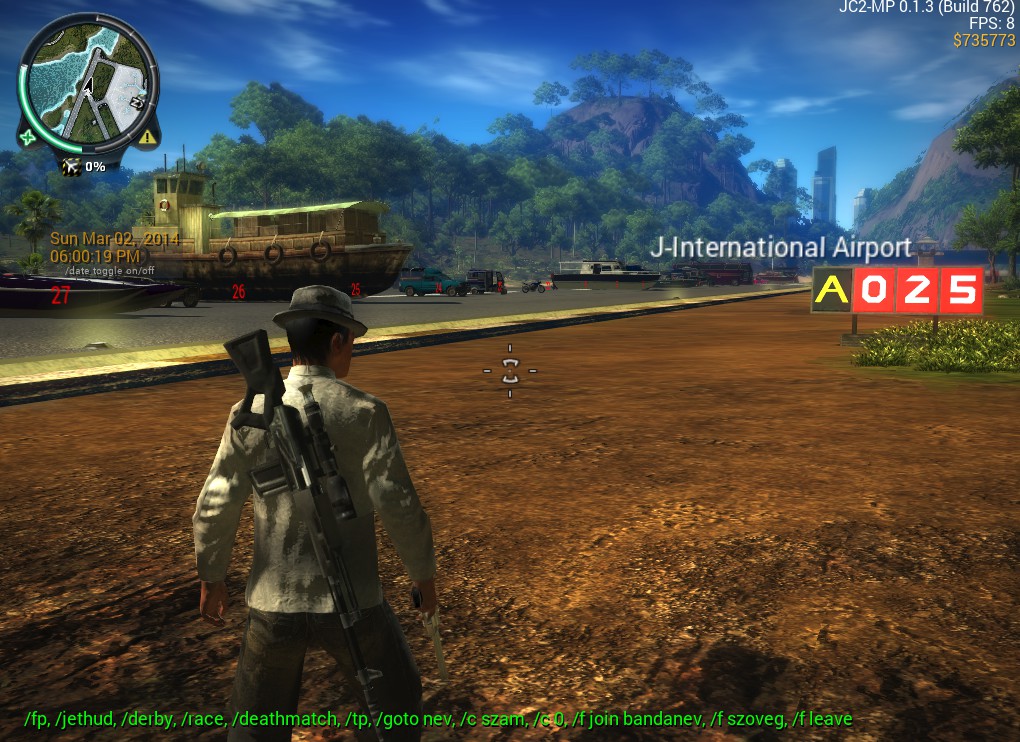 JC2-MP 0.1.3 (Build 762)
FPS: 8
$735773
0%
Sun Mar 02, 2014
06:00:19 PM
/date toggle on/off
J-International Airport
A 025
27
26
25
24
/fp, /jethud, /derby, /race, /deathmatch, /tp, /goto nev, /c szam, /c 0, /f join bandanev, /f szoveg, /f leave